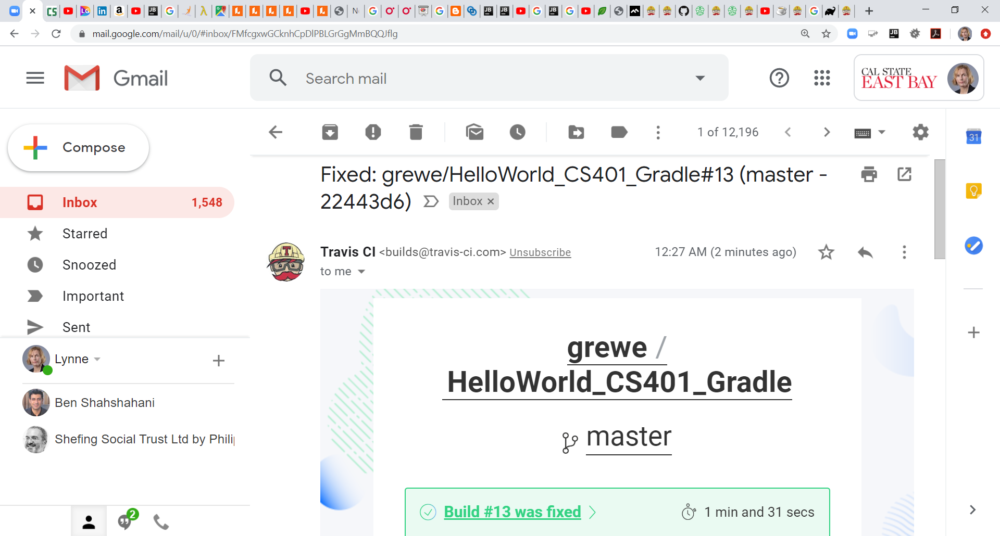 mail.google.com/mail/u/0/#inbox/FMfcgxwGCknhCpDlPBLGrGgMmBQQJflg
Gmail
Search mail
CAL STATE
EAST BAY
Compose
1 of 12,196
31
Fixed: grewe/HelloWorld_CS401_Gradle#13 (master -
22443d6)
Inbox
Inbox 1,548
Starred
Snoozed
Important
Sent
Travis CI <builds@travis-ci.com> Unsubscribe
12:27 AM (2 minutes ago)
to me
Lynne
Ben Shahshahani
Shefing Social Trust Ltd by Philip
2
grewe /
HelloWorld_CS401_Gradle
master
Build #13 was fixed
1 min and 31 secs